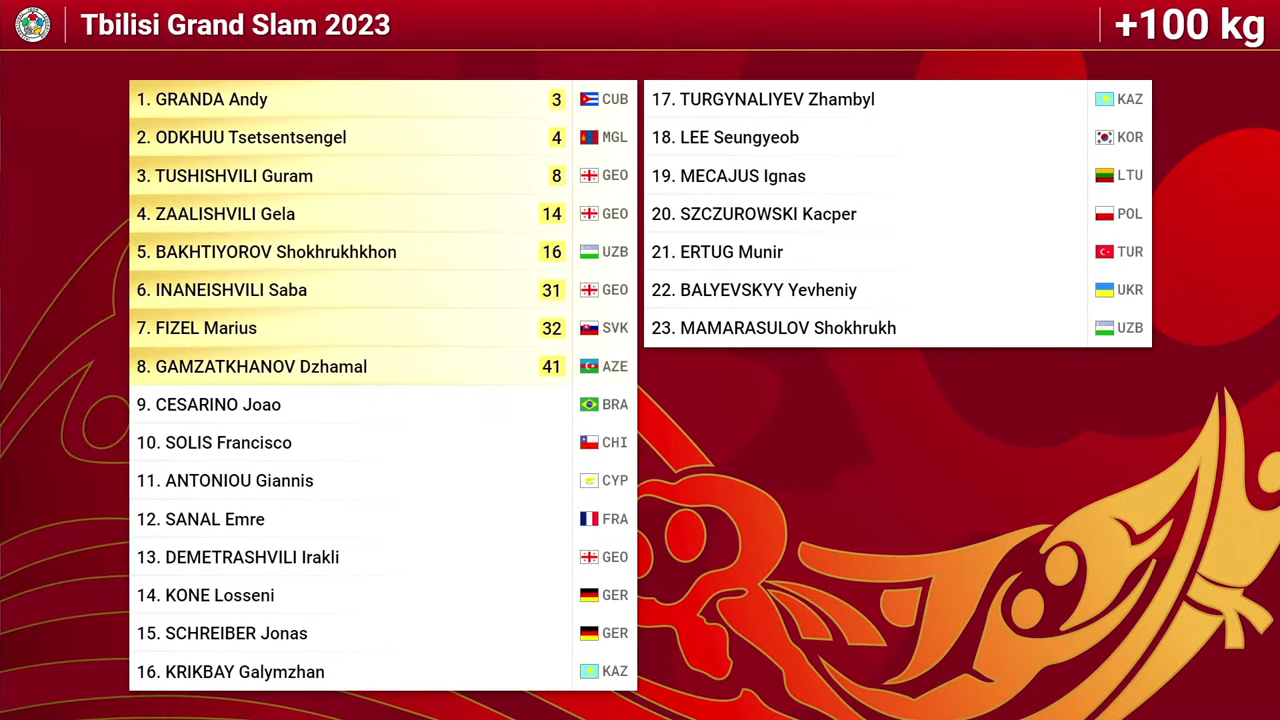 Tbilisi Grand Slam 2023 +100 kg
1. GRANDA Andy 3 CUB
2. ODKHUU Tsetsentsengel 4 MGL
3. TUSHISHVILI Guram 8 GEO
4. ZAALISHVILI Gela 14 GEO
5. BAKHTIYOROV Shokhrukhkhon 16 UZB
6. INANEISHVILI Saba 31 GEO
7. FIZEL Marius 32 SVK
8. GAMZATKHANOV Dzhamal 41 AZE
9. CESARINO Joao BRA
10. SOLIS Francisco CHI
11. ANTONIOU Giannis CYP
12. SANAL Emre FRA
13. DEMETRASHVILI Irakli GEO
14. KONE Losseni GER
15. SCHREIBER Jonas GER
16. KRIKBAY Galymzhan KAZ
17. TURGYNALIYEV Zhambyl KAZ
18. LEE Seungyeob KOR
19. MECAJUS Ignas LTU
20. SZCZUROWSKI Kacper POL
21. ERTUG Munir TUR
22. BALYEVSKYY Yevheniy UKR
23. MAMARASULOV Shokhrukh UZB